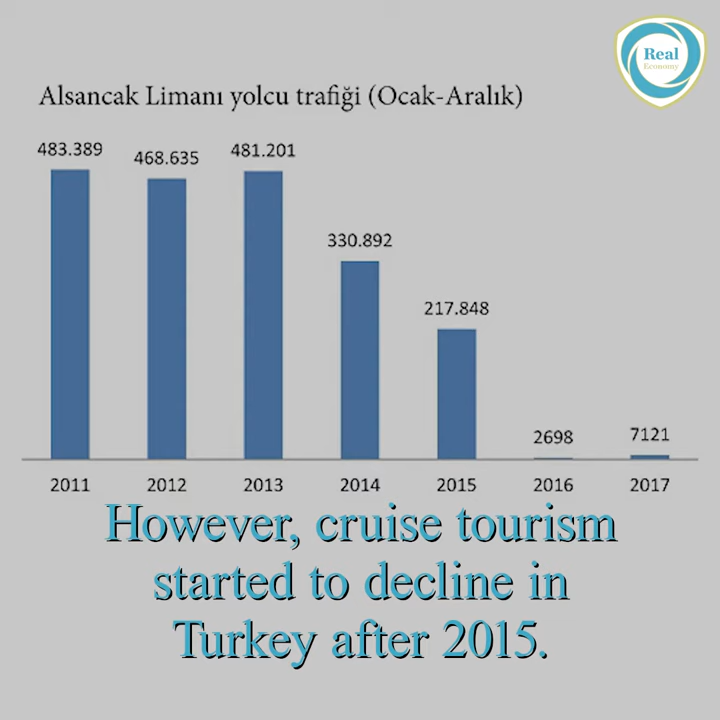 Real
Economy
Alsancak Limanı yolcu trafiği (Ocak-Aralık)
483.389
468.635
481.201
330.892
217.848
2698
7121
2011
2012
2013
2014
2015
2016
2017
However, cruise tourism
started to decline in
Turkey after 2015.